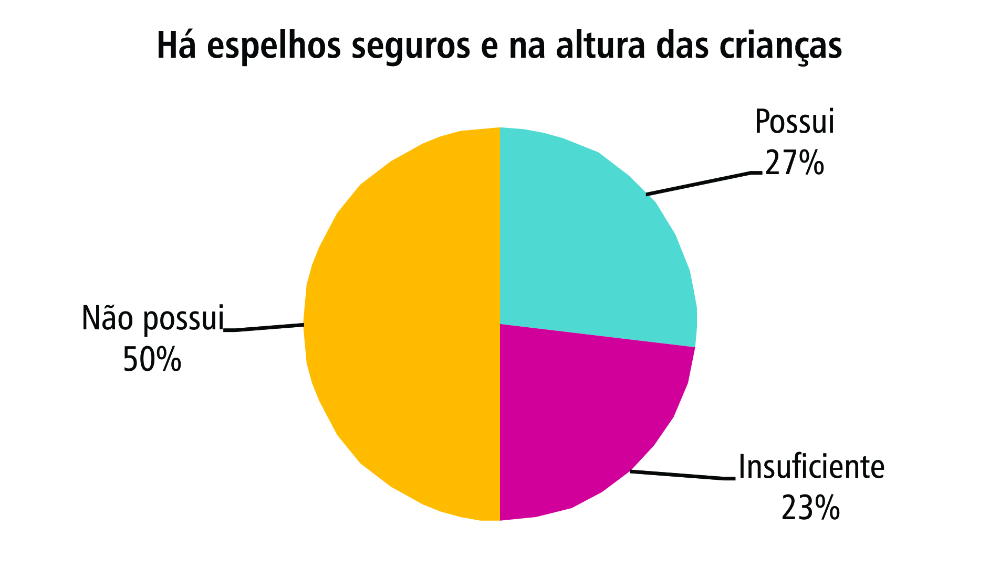 Há espelhos seguros e na altura das crianças
Possui
27%
Não possui
50%
Insuficiente
23%